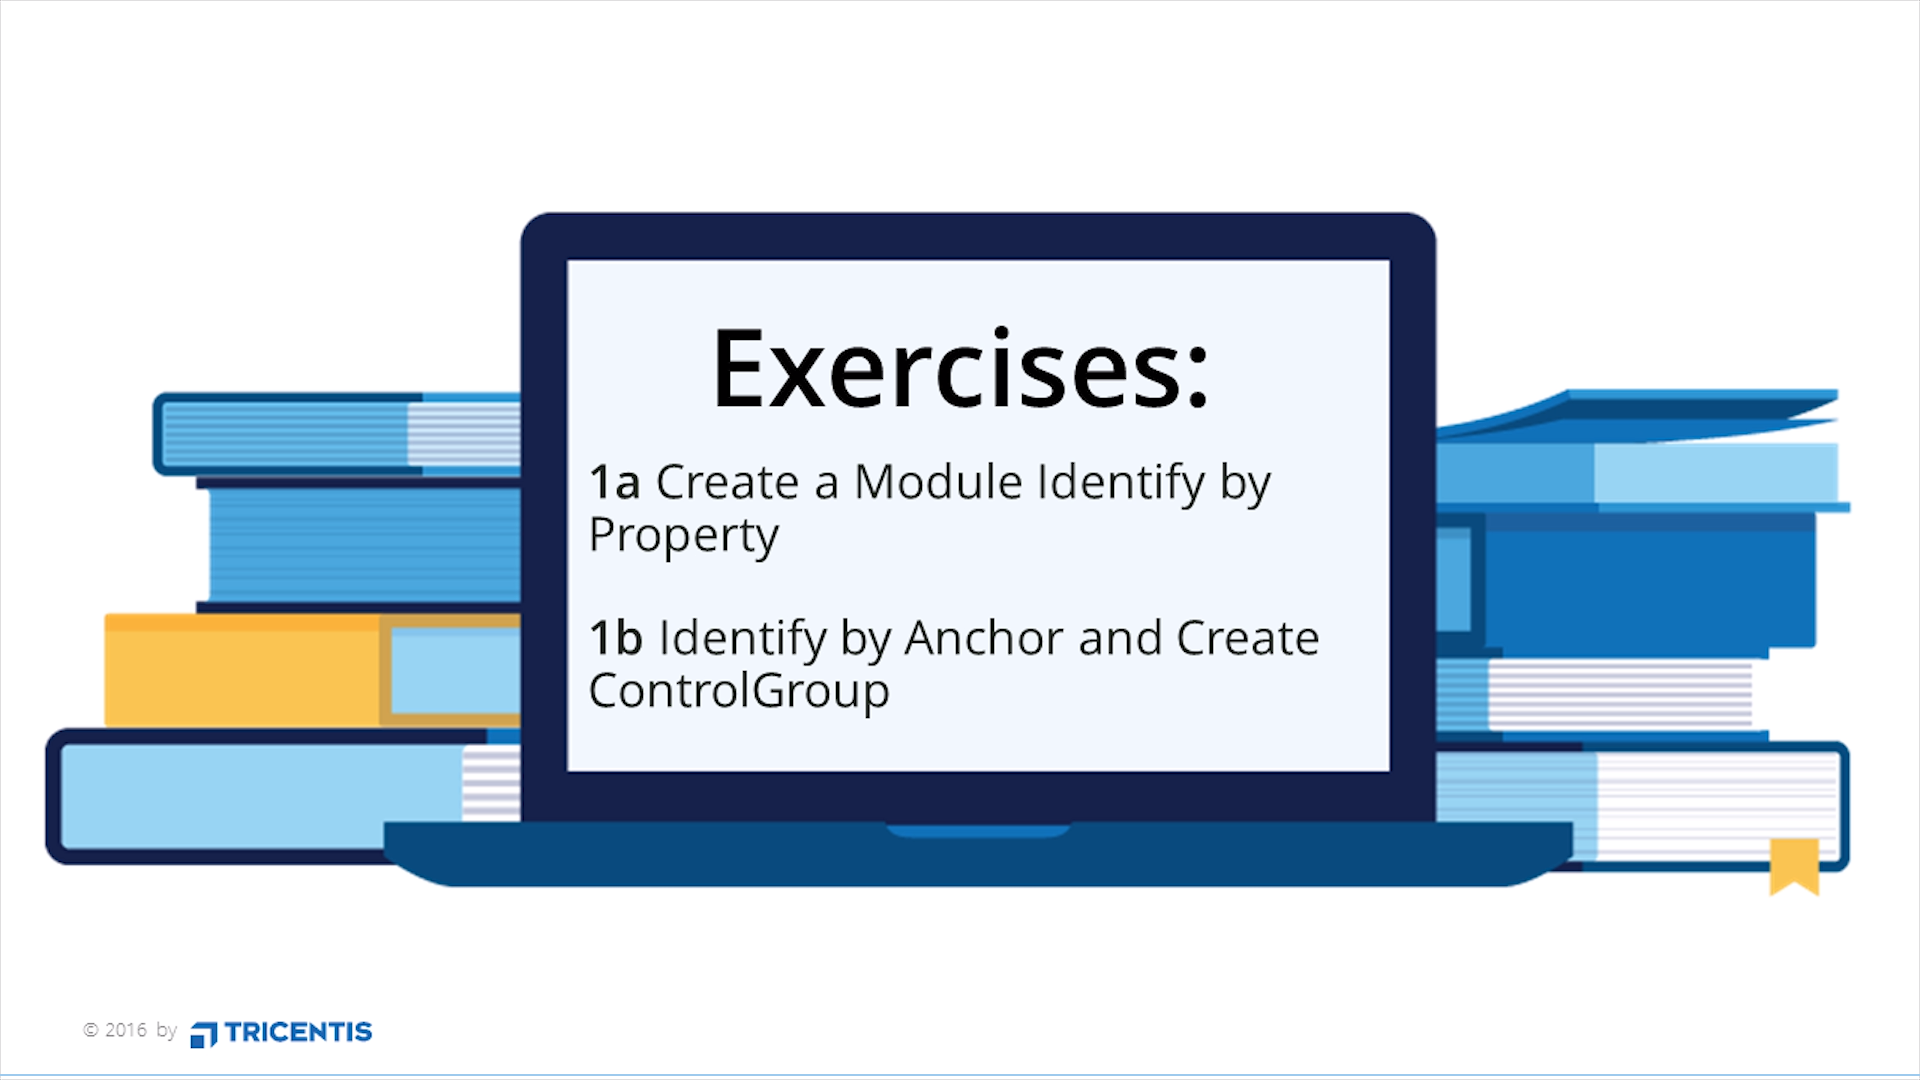 Exercises:
1a Create a Module Identify by
Property
1b Identify by Anchor and Create
ControlGroup
© 2016 by TRICENTIS